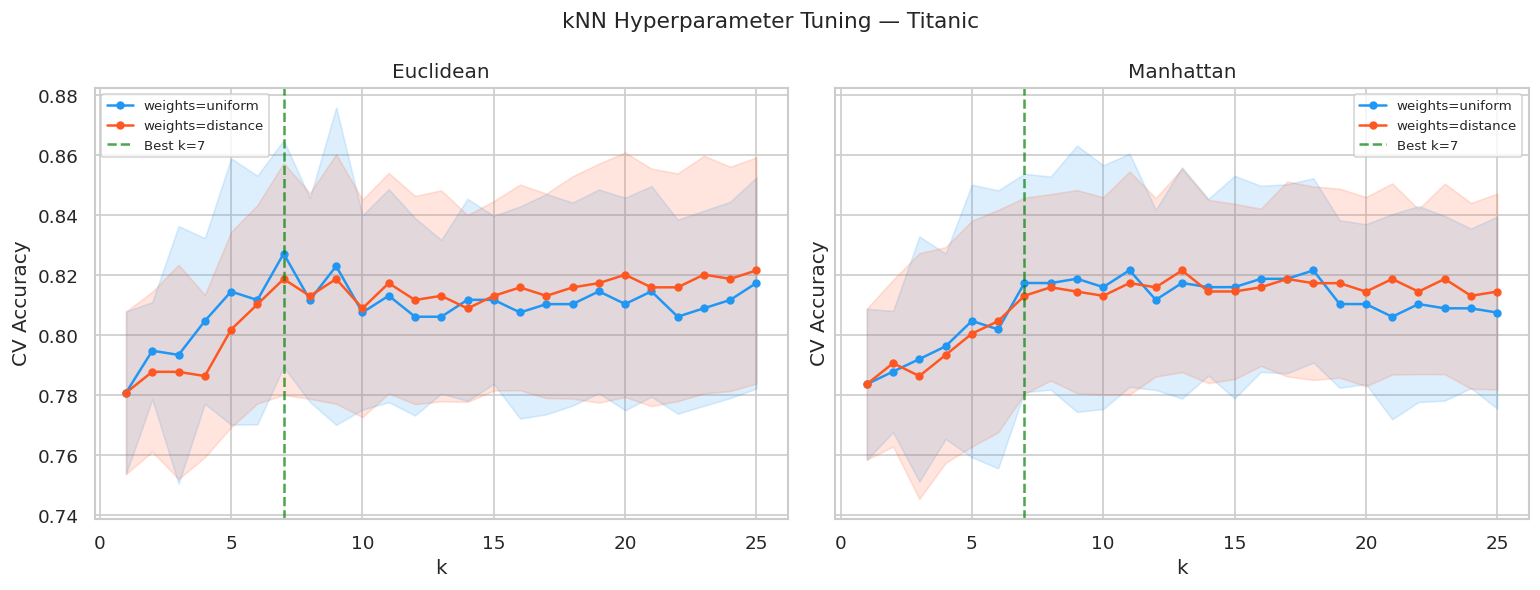 kNN Hyperparameter Tuning — Titanic
Euclidean
CV Accuracy
0.88
0.86
0.84
0.82
0.80
0.78
0.76
0.74
weights=uniform
weights=distance
Best k=7
0
5
10
15
20
25
k
Manhattan
CV Accuracy
weights=uniform
weights=distance
Best k=7
0
5
10
15
20
25
k